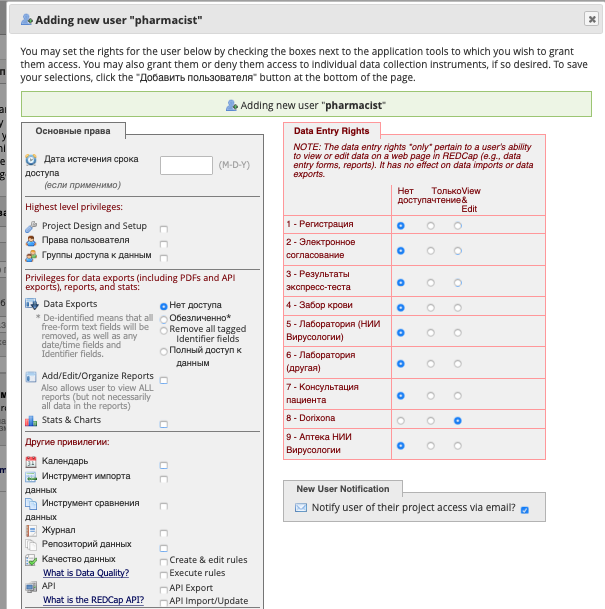 Adding new user "pharmacist"
You may set the rights for the user below by checking the boxes next to the application tools to which you wish to grant
them access. You may also grant them or deny them access to individual data collection instruments, if so desired. To save
your selections, click the "Добавить пользователя" button at the bottom of the page.
Adding new user "pharmacist"
Основные права
Дата истечения срока
доступа
(если применимо)
(M-D-Y)
Highest level privileges:
Project Design and Setup
Права пользователя
Группы доступа к данным
Privileges for data exports (including PDFs and API
exports), reports, and stats:
Data Exports
* De-identified means that all
free-form text fields will be
removed, as well as any
date/time fields and
Identifier fields.
Нет доступа
Обезличенно*
Remove all tagged
Identifier fields
Полный доступ к
данным
Add/Edit/Organize Reports
Also allows user to view ALL
reports (but not necessarily
all data in the reports)
Stats & Charts
Другие привилегии:
Календарь
Инструмент импорта
данных
Инструмент сравнения
данных
Журнал
Репозиторий данных
Качество данных
What is Data Quality?
Create & edit rules
Execute rules
API
What is the REDCap API?
API Export
API Import/Update
Data Entry Rights
NOTE: The data entry rights *only* pertain to a user's ability
to view or edit data on a web page in REDCap (e.g., data
entry forms, reports). It has no effect on data imports or data
exports.
Нет ТолькоView
доступачтение&
Edit
1 - Регистрация
2 - Электронное
согласование
3 - Результаты
экспресс-теста
4 - Забор крови
5 - Лаборатория (НИИ
Вирусологии)
6 - Лаборатория
(другая)
7 - Консультация
пациента
8 - Dorixona
9 - Аптека НИИ
Вирусологии
New User Notification
Notify user of their project access via email?